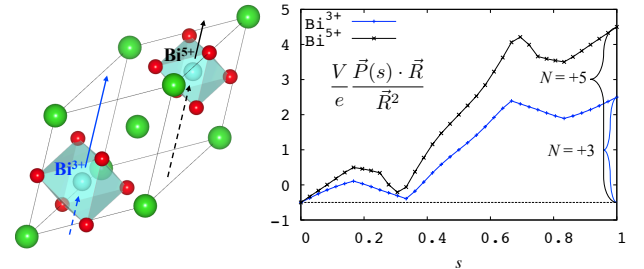 Bi5+
Bi3+
Bi³⁺
Bi⁵⁺
V/e P⃗(s) · R⃗/R⃗²
N = +5
N = +3
5
4
3
2
1
0
−1
0 0.2 0.4 0.6 0.8 1
s